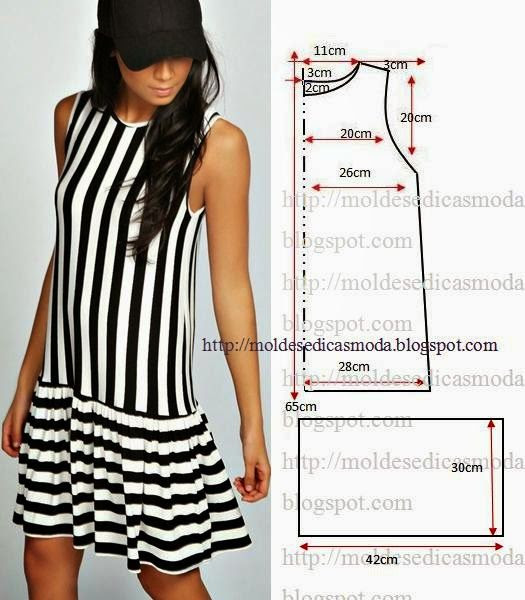 11cm
3cm
3cm
2cm
20cm
20cm
26cm
http://moldesedicasmoda
blogspot.com
http://moldesedicasmoda
blogspot.com
http://moldesedicasmoda.blogspot.com
28cm
http://moldesedicasmoda
65cm
blogspot.com
http://moldesedicasmoda
30cm
blogspot.com
42cm
blogspot.com